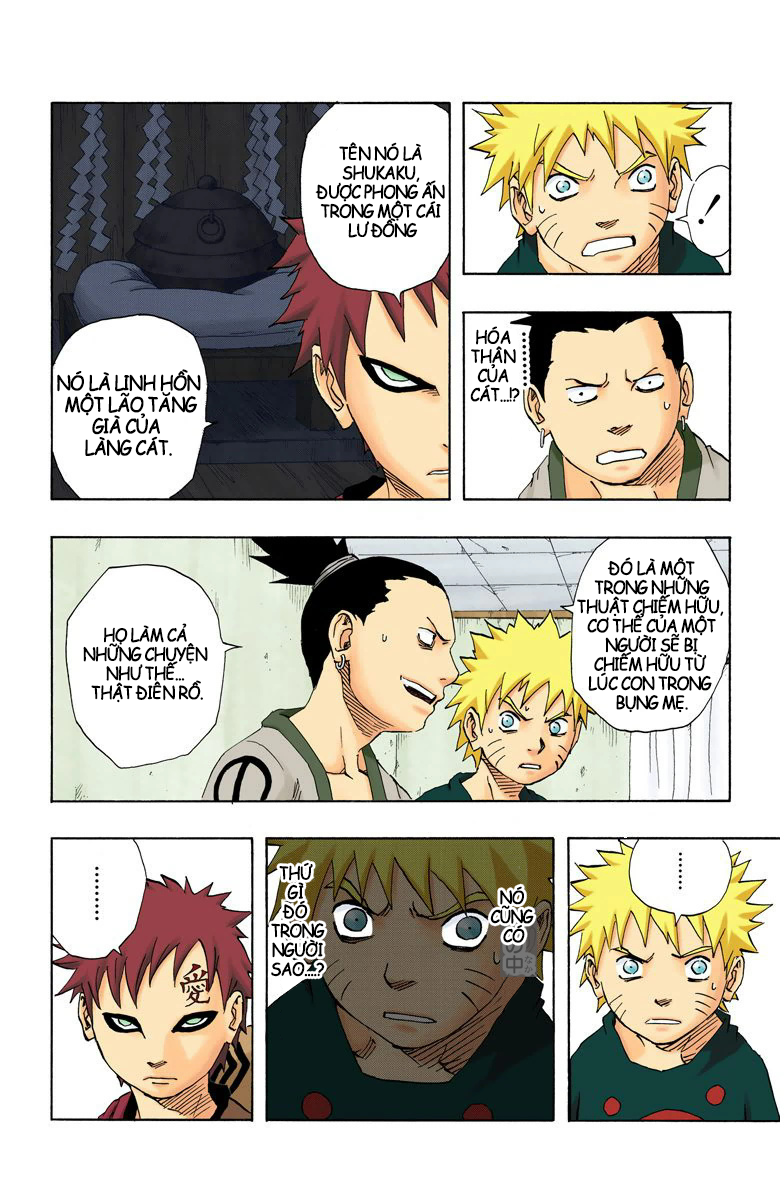 !
.......
HÓA
THÂN
CỦA
CÁT...!?
TÊN NÓ LÀ
SHUKAKU,
ĐƯỢC PHONG ẤN
TRONG MỘT CÁI
LƯ ĐỒNG
NÓ LÀ LINH HỒN
MỘT LÃO TĂNG
GIÀ CỦA
LÀNG CÁT.
ĐÓ LÀ MỘT
TRONG NHỮNG
THUẬT CHIẾM HỮU,
CƠ THỂ CỦA MỘT
NGƯỜI SẼ BỊ
CHIẾM HỮU TỪ
LÚC CON TRONG
BỤNG MẸ.
HỌ LÀM CẢ
NHỮNG CHUYỆN
NHƯ THẾ...
THẬT ĐIÊN RỒ.
........
NÓ
CŨNG
CÓ
の中
THỨ
GÌ
ĐÓ
TRONG
NGƯỜI
SAO....?
........
愛